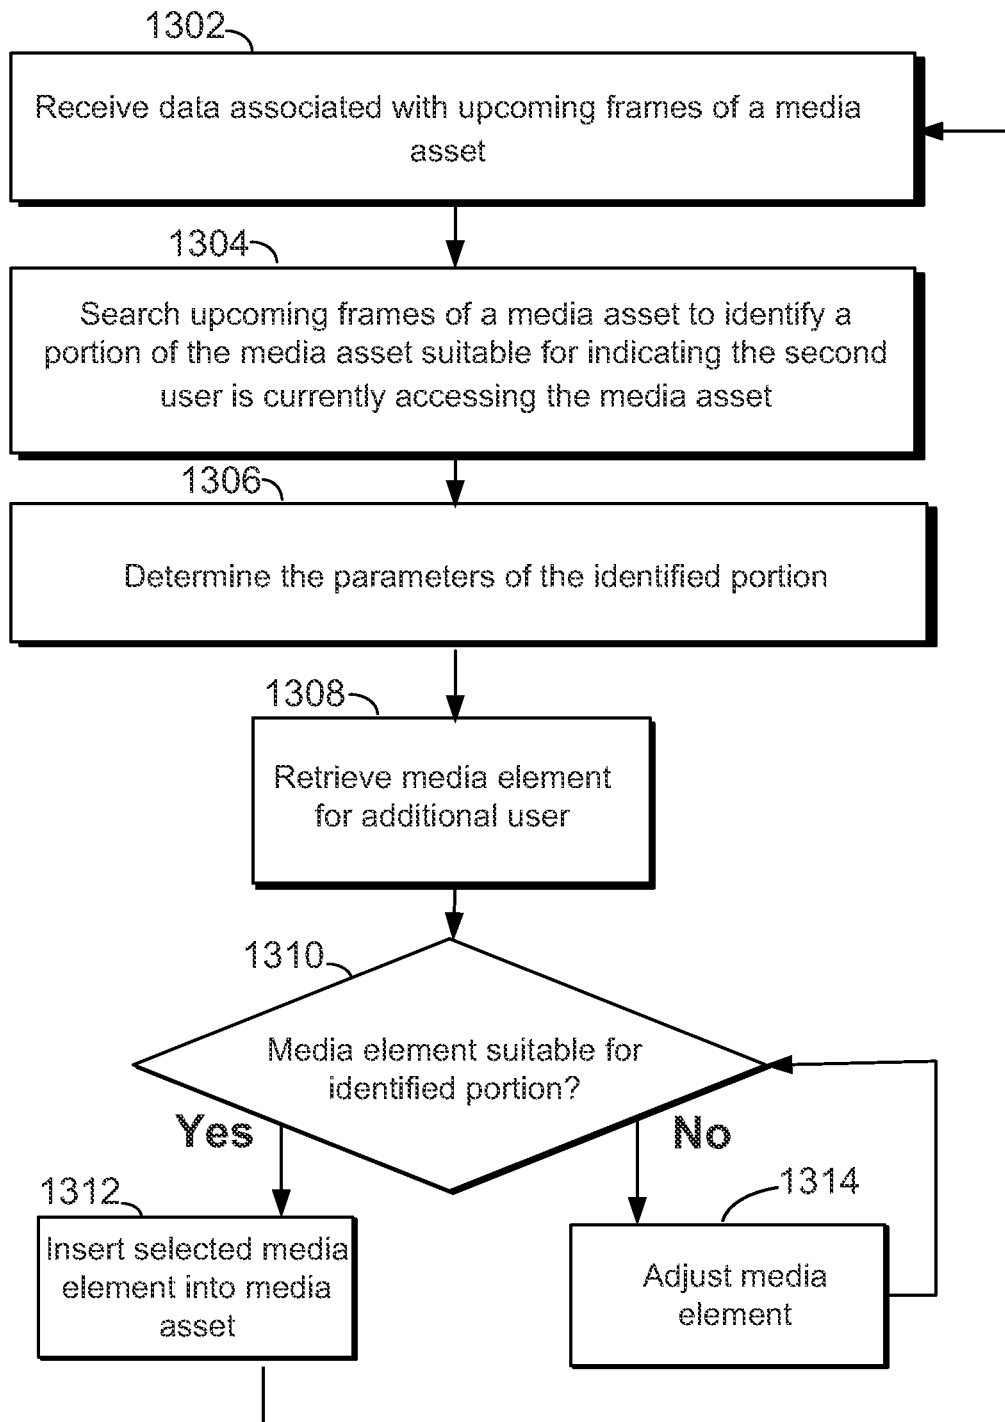 1302
Receive data associated with upcoming frames of a media
asset
1304
Search upcoming frames of a media asset to identify a
portion of the media asset suitable for indicating the second
user is currently accessing the media asset
1306
Determine the parameters of the identified portion
1308
Retrieve media element
for additional user
1310
Media element suitable for
identified portion?
Yes
No
1312
Insert selected media
element into media
asset
1314
Adjust media
element